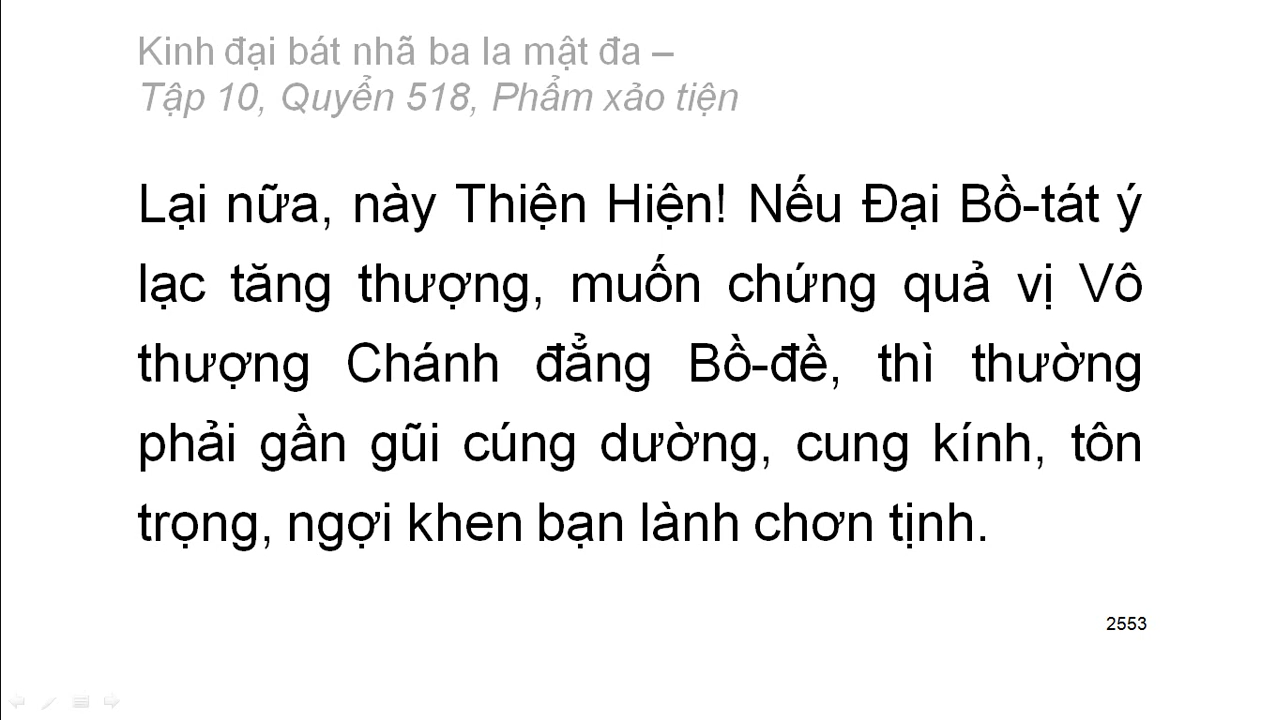 Kinh đại bát nhã ba la mật đa –
Tập 10, Quyển 518, Phẩm xảo tiện
Lại nữa, này Thiện Hiện! Nếu Đại Bồ-tát ý
lạc tăng thượng, muốn chứng quả vị Vô
thượng Chánh đẳng Bồ-đề, thì thường
phải gần gũi cúng dường, cung kính, tôn
trọng, ngợi khen bạn lành chơn tịnh.
2553